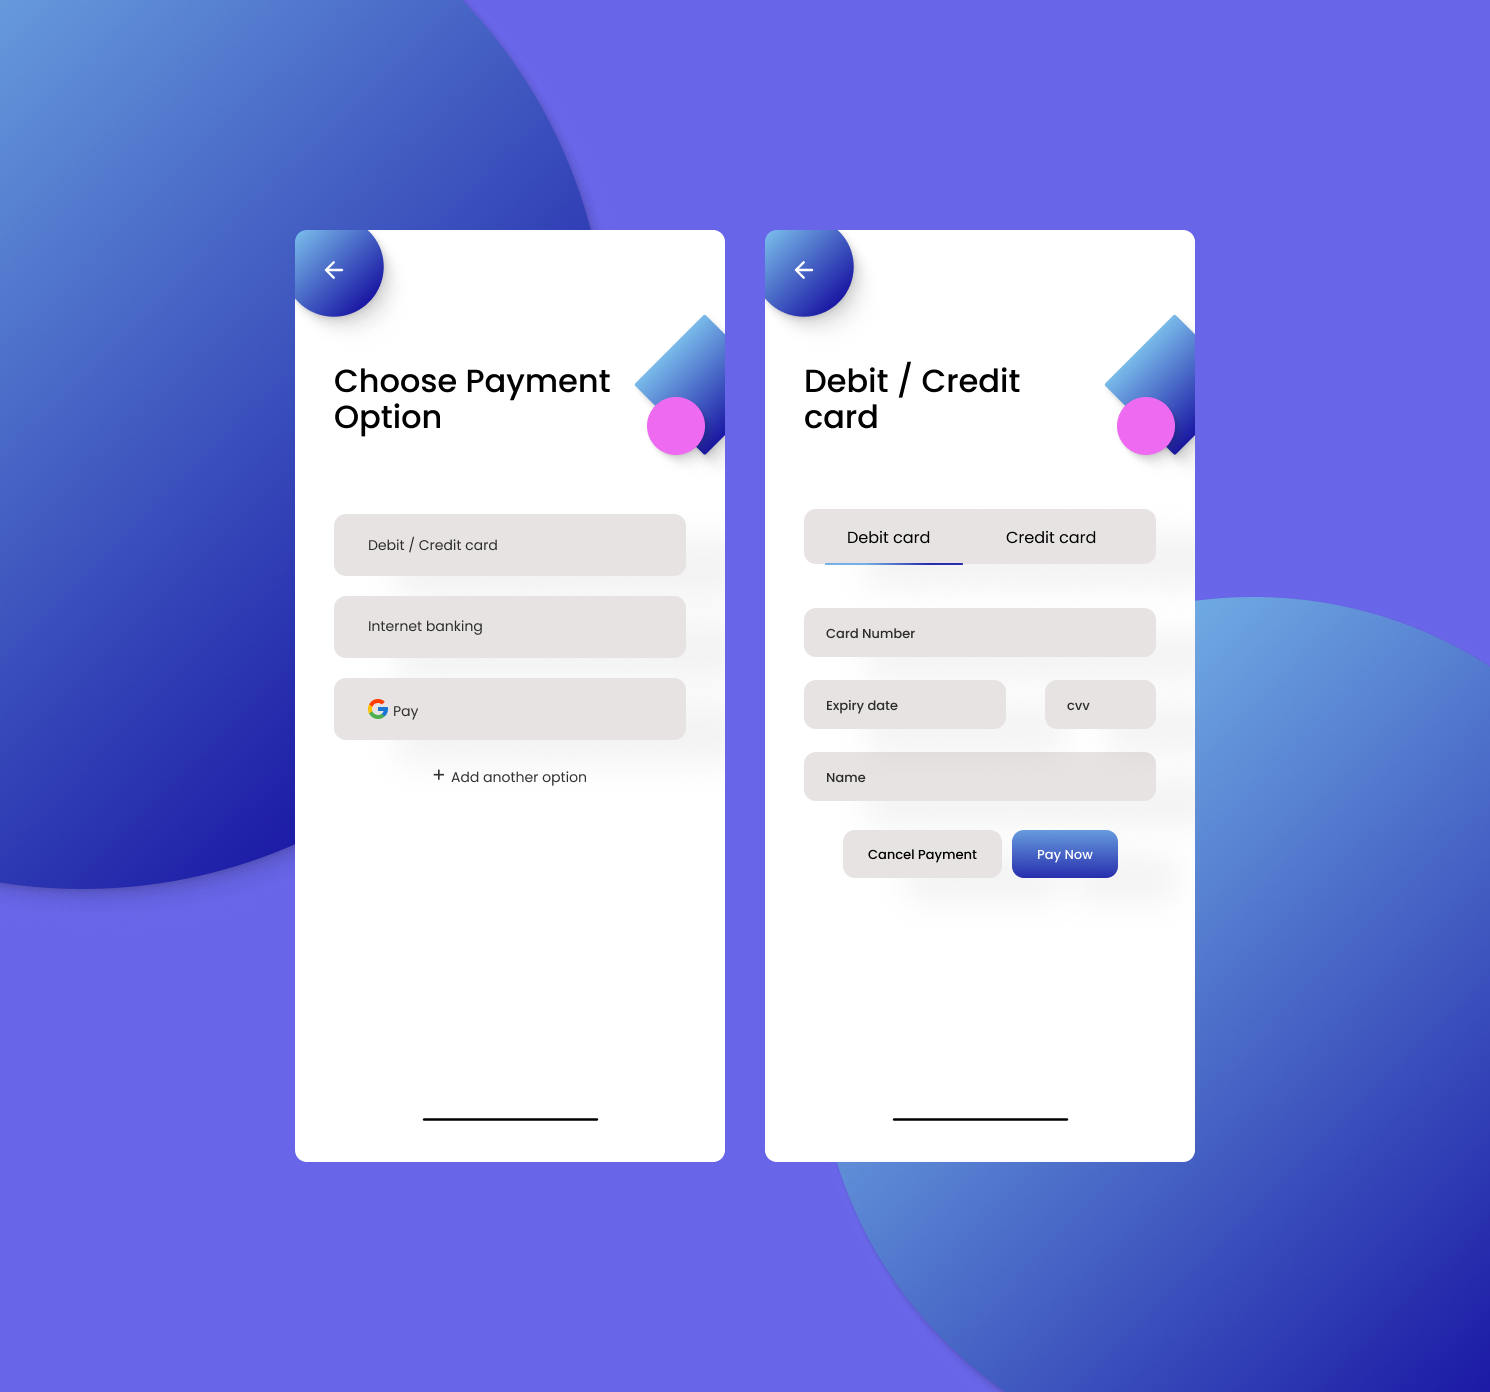 Choose Payment
Option
Debit / Credit card
Internet banking
G Pay
+ Add another option
Debit / Credit
card
Debit card
Credit card
Card Number
Expiry date
cvv
Name
Cancel Payment
Pay Now